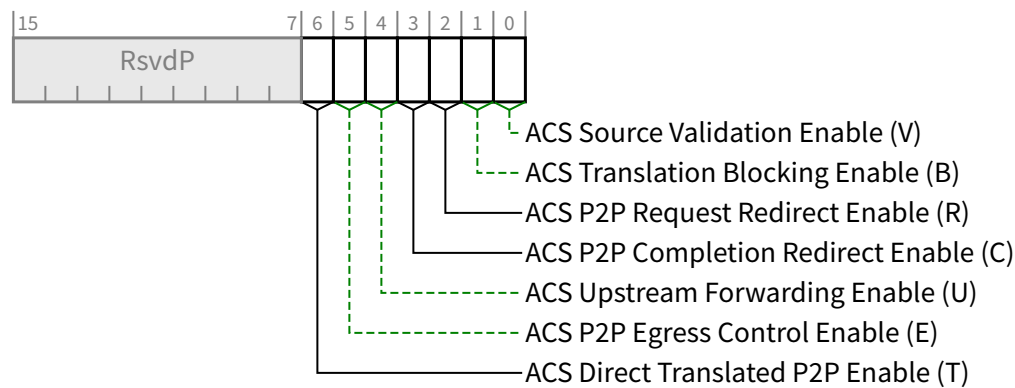 15 7 6 5 4 3 2 1 0
RsvdP
ACS Source Validation Enable (V)
ACS Translation Blocking Enable (B)
ACS P2P Request Redirect Enable (R)
ACS P2P Completion Redirect Enable (C)
ACS Upstream Forwarding Enable (U)
ACS P2P Egress Control Enable (E)
ACS Direct Translated P2P Enable (T)